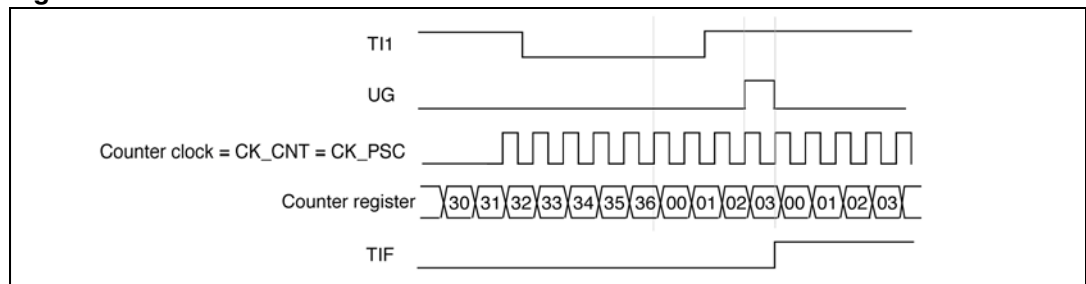 TI1
UG
Counter clock = CK_CNT = CK_PSC
Counter register 30 31 32 33 34 35 36 00 01 02 03 00 01 02 03
TIF